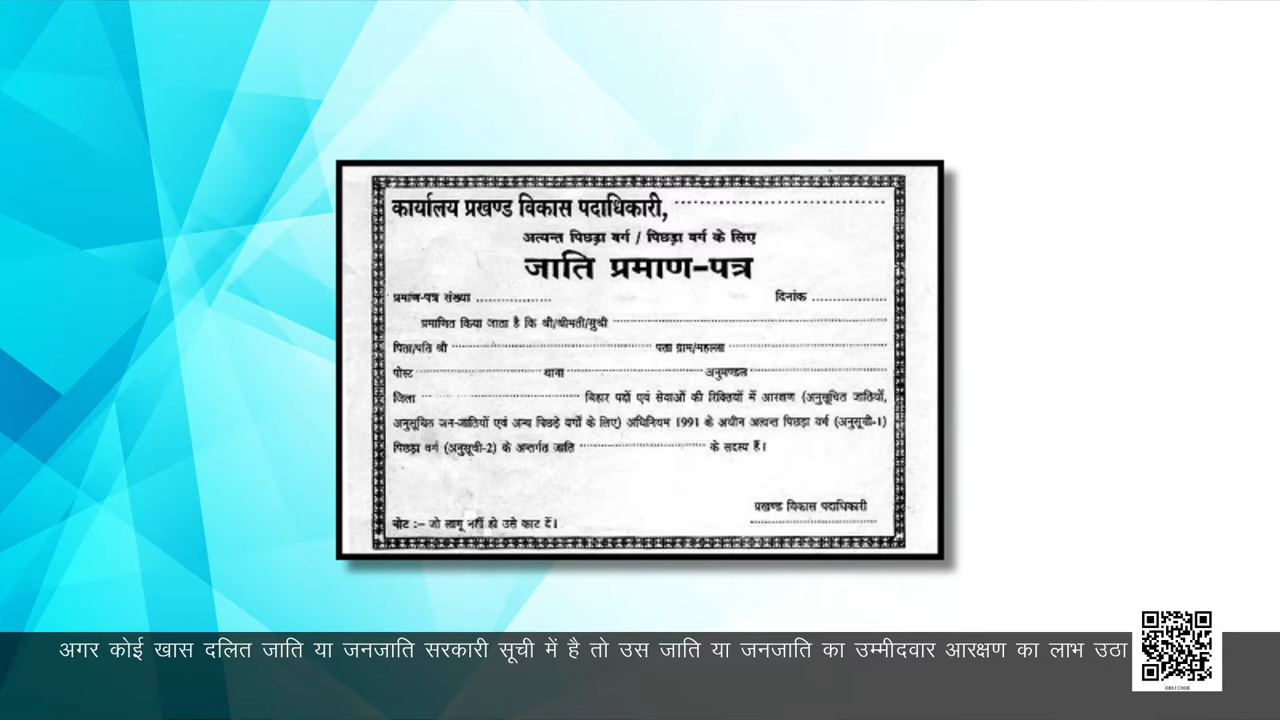 कार्यालय प्रखण्ड विकास पदाधिकारी, ....................
अत्यन्त पिछड़ा वर्ग / पिछड़ा वर्ग के लिए
जाति प्रमाण-पत्र
प्रमाण-पत्र संख्या .................... दिनांक ....................
प्रमाणित किया जाता है कि श्री/श्रीमती/सुश्री ....................
पिता/पति श्री .................... पता ग्राम/महल्ला ....................
पोस्ट .................... थाना .................... अनुमण्डल ....................
जिला .................... बिहार पदों एवं सेवाओं की रिक्तियों में आरक्षण (अनुसूचित जातियों,
अनुसूचित जन-जातियों एवं अन्य पिछड़े वर्गों के लिए) अधिनियम 1991 के अधीन अत्यन्त पिछड़ा वर्ग (अनुसूची-1)
पिछड़ा वर्ग (अनुसूची-2) के अन्तर्गत जाति .................... के सदस्य हैं।
प्रखण्ड विकास पदाधिकारी
....................
नोट :– जो लागू नहीं हो उसे काट दें।
अगर कोई खास दलित जाति या जनजाति सरकारी सूची में है तो उस जाति या जनजाति का उम्मीदवार आरक्षण का लाभ उठा
0861CH08